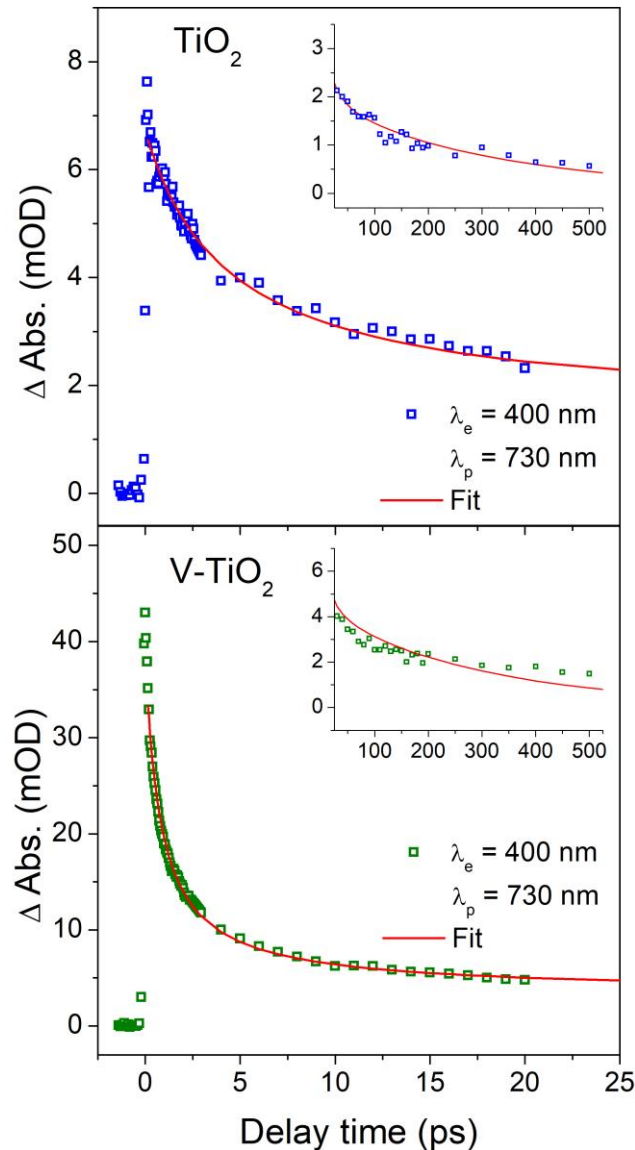 TiO₂
Δ Abs. (mOD)
8
6
4
2
0
3
2
1
0
100 200 300 400 500
λₑ = 400 nm
λₚ = 730 nm
Fit
V-TiO₂
Δ Abs. (mOD)
50
40
30
20
10
0
6
4
2
0
100 200 300 400 500
λₑ = 400 nm
λₚ = 730 nm
Fit
0 5 10 15 20 25
Delay time (ps)